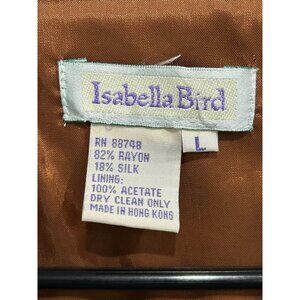 Isabella Bird
L
RN 88748
82% RAYON
18% SILK
LINING:
100% ACETATE
DRY CLEAN ONLY
MADE IN HONG KONG